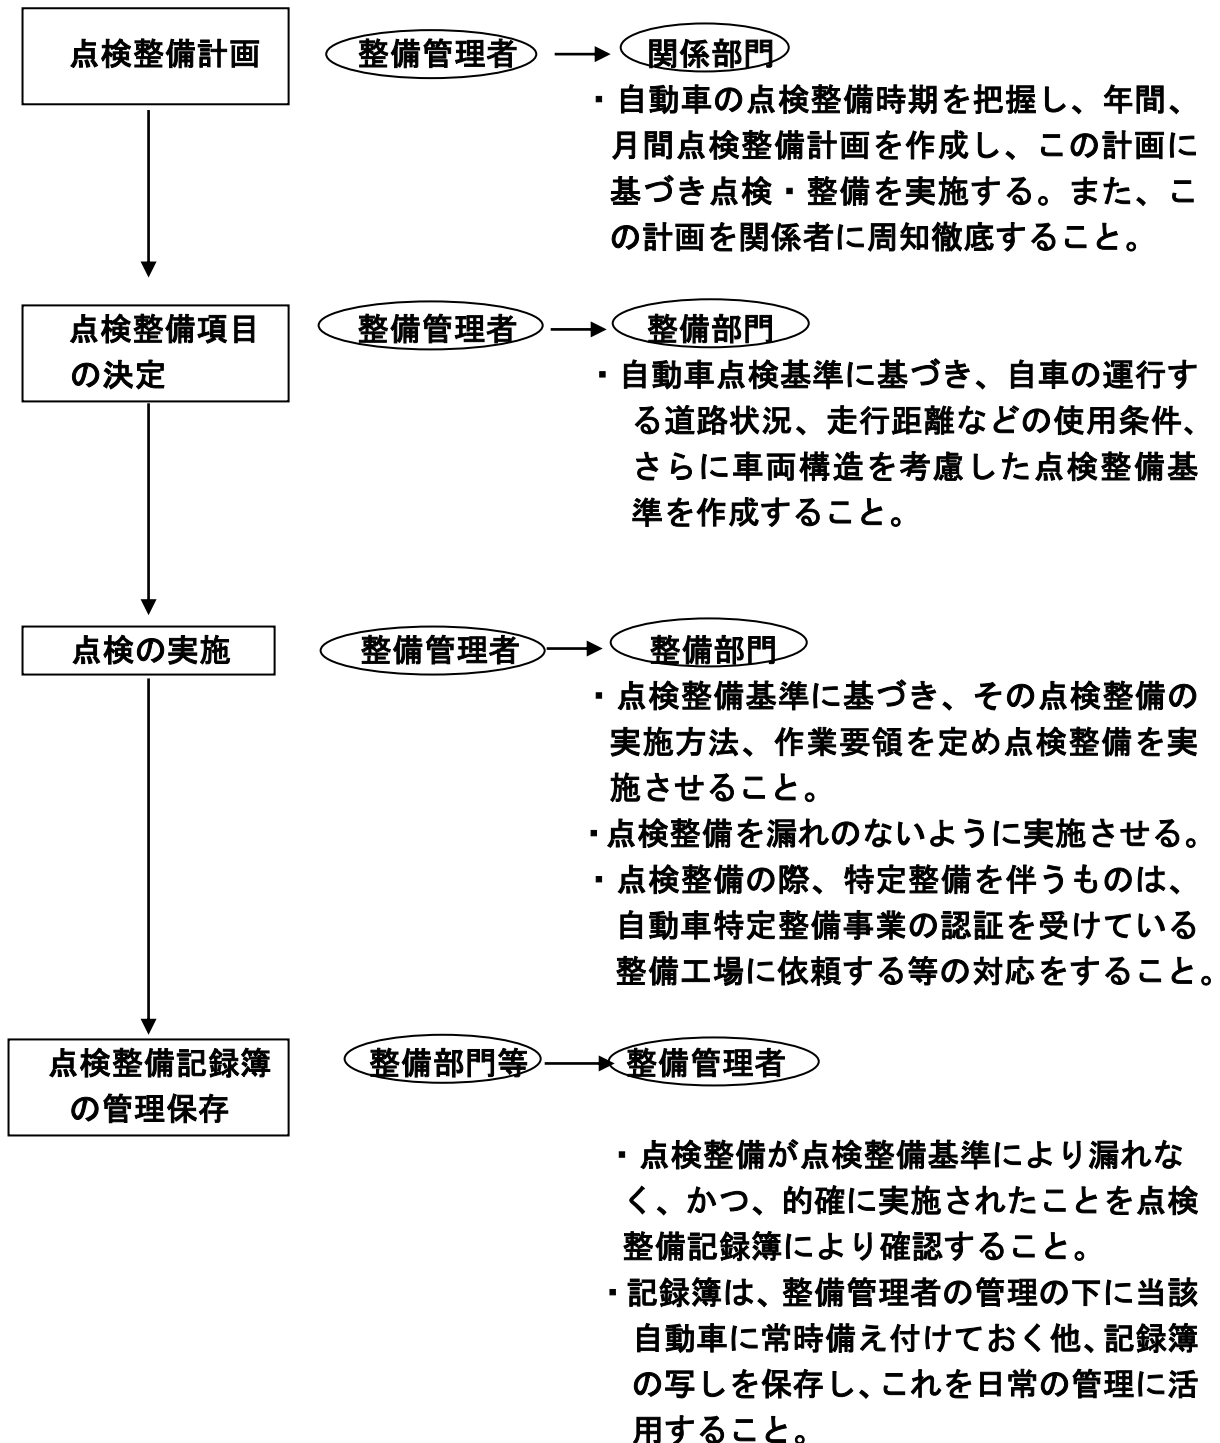 点検整備計画 整備管理者 関係部門
・自動車の点検整備時期を把握し、年間、
月間点検整備計画を作成し、この計画に
基づき点検・整備を実施する。また、こ
の計画を関係者に周知徹底すること。
点検整備項目 整備管理者 整備部門
の決定
・自動車点検基準に基づき、自車の運行す
る道路状況、走行距離などの使用条件、
さらに車両構造を考慮した点検整備基
準を作成すること。
点検の実施 整備管理者 整備部門
・点検整備基準に基づき、その点検整備の
実施方法、作業要領を定め点検整備を実
施させること。
・点検整備を漏れのないように実施させる。
・点検整備の際、特定整備を伴うものは、
自動車特定整備事業の認証を受けている
整備工場に依頼する等の対応をすること。
点検整備記録簿 整備部門等 整備管理者
の管理保存
・点検整備が点検整備基準により漏れな
く、かつ、的確に実施されたことを点検
整備記録簿により確認すること。
・記録簿は、整備管理者の管理の下に当該
自動車に常時備え付けておく他、記録簿
の写しを保存し、これを日常の管理に活
用すること。